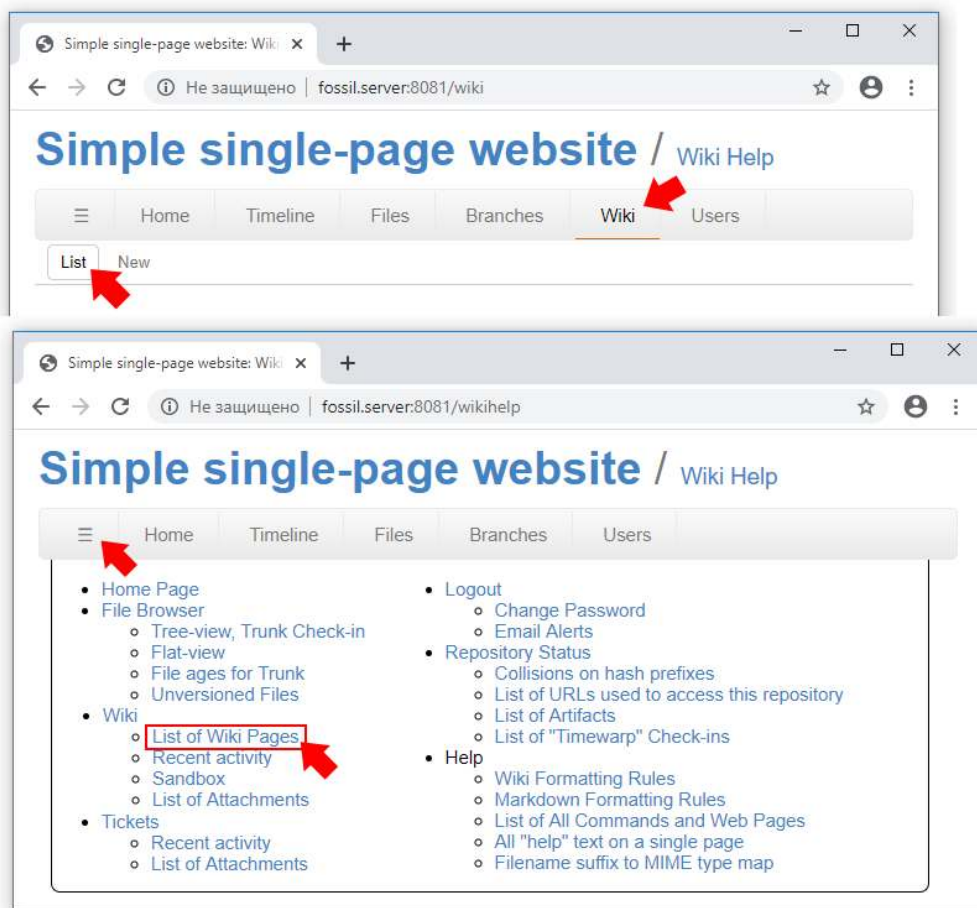 Simple single-page website: Wiki
Не защищено | fossil.server:8081/wiki
Simple single-page website / Wiki Help
☰ Home Timeline Files Branches Wiki Users
List New
Simple single-page website: Wiki
Не защищено | fossil.server:8081/wikihelp
Simple single-page website / Wiki Help
☰ Home Timeline Files Branches Users
• Home Page
• File Browser
◦ Tree-view, Trunk Check-in
◦ Flat-view
◦ File ages for Trunk
◦ Unversioned Files
• Wiki
◦ List of Wiki Pages
◦ Recent activity
◦ Sandbox
◦ List of Attachments
• Tickets
◦ Recent activity
◦ List of Attachments
• Logout
◦ Change Password
◦ Email Alerts
• Repository Status
◦ Collisions on hash prefixes
◦ List of URLs used to access this repository
◦ List of Artifacts
◦ List of "Timewarp" Check-ins
• Help
◦ Wiki Formatting Rules
◦ Markdown Formatting Rules
◦ List of All Commands and Web Pages
◦ All "help" text on a single page
◦ Filename suffix to MIME type map